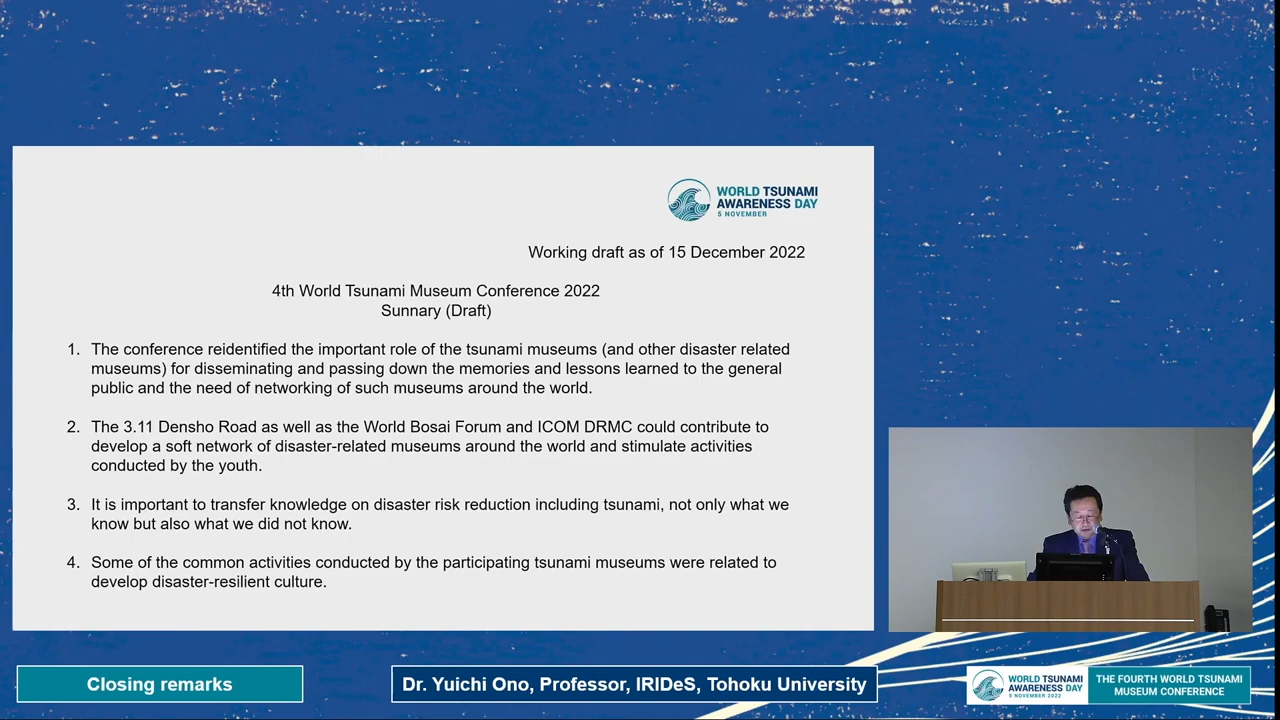 WORLD TSUNAMI
AWARENESS DAY
5 NOVEMBER
Working draft as of 15 December 2022
4th World Tsunami Museum Conference 2022
Sunnary (Draft)
1. The conference reidentified the important role of the tsunami museums (and other disaster related
museums) for disseminating and passing down the memories and lessons learned to the general
public and the need of networking of such museums around the world.
2. The 3.11 Densho Road as well as the World Bosai Forum and ICOM DRMC could contribute to
develop a soft network of disaster-related museums around the world and stimulate activities
conducted by the youth.
3. It is important to transfer knowledge on disaster risk reduction including tsunami, not only what we
know but also what we did not know.
4. Some of the common activities conducted by the participating tsunami museums were related to
develop disaster-resilient culture.
Closing remarks
Dr. Yuichi Ono, Professor, IRIDeS, Tohoku University
WORLD TSUNAMI
AWARENESS DAY
5 NOVEMBER 2022
THE FOURTH WORLD TSUNAMI
MUSEUM CONFERENCE